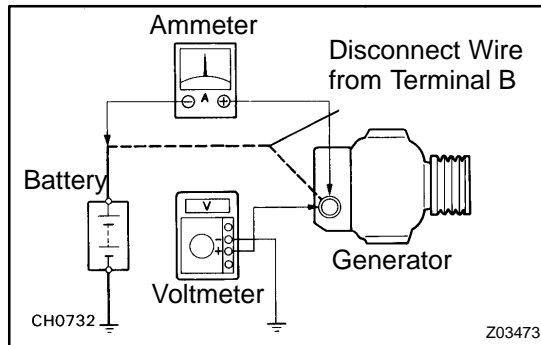 Ammeter
Disconnect Wire
from Terminal B
− A +
Battery
V
−
+
Generator
Voltmeter
CH0732
Z03473